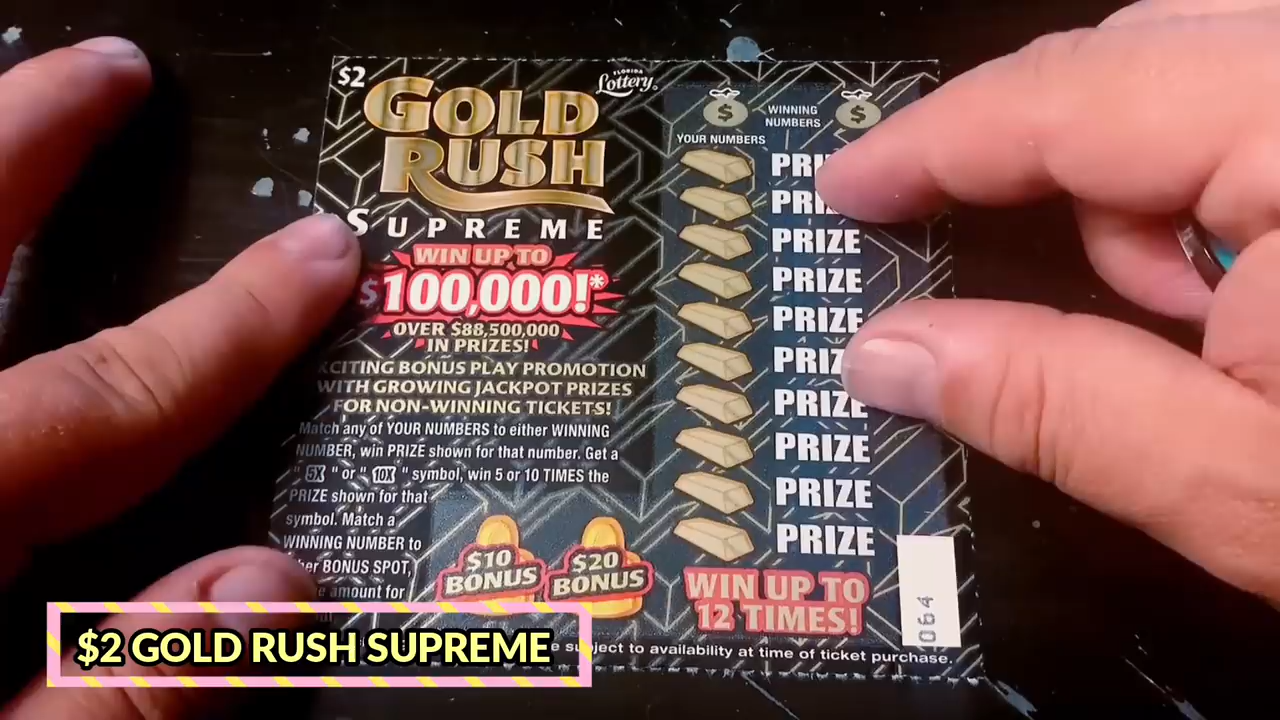 $2
FLORIDA
Lottery
GOLD
RUSH
SUPREME
WIN UP TO
$100,000!*
OVER $88,500,000
IN PRIZES!
XCITING BONUS PLAY PROMOTION
WITH GROWING JACKPOT PRIZES
FOR NON-WINNING TICKETS!
Match any of YOUR NUMBERS to either WINNING
NUMBER, win PRIZE shown for that number. Get a
" 5X " or " 10X " symbol, win 5 or 10 TIMES the
PRIZE shown for that
symbol. Match a
WINNING NUMBER to
BONUS SPOT,
amount for
$10
BONUS
$20
BONUS
$
WINNING
NUMBERS
$
YOUR NUMBERS
PRI
PRIZ
PRIZE
PRIZE
PRIZE
PRIZ
PRIZE
PRIZE
PRIZE
PRIZE
WIN UP TO
12 TIMES!
064
subject to availability at time of ticket purchase.
$2 GOLD RUSH SUPREME